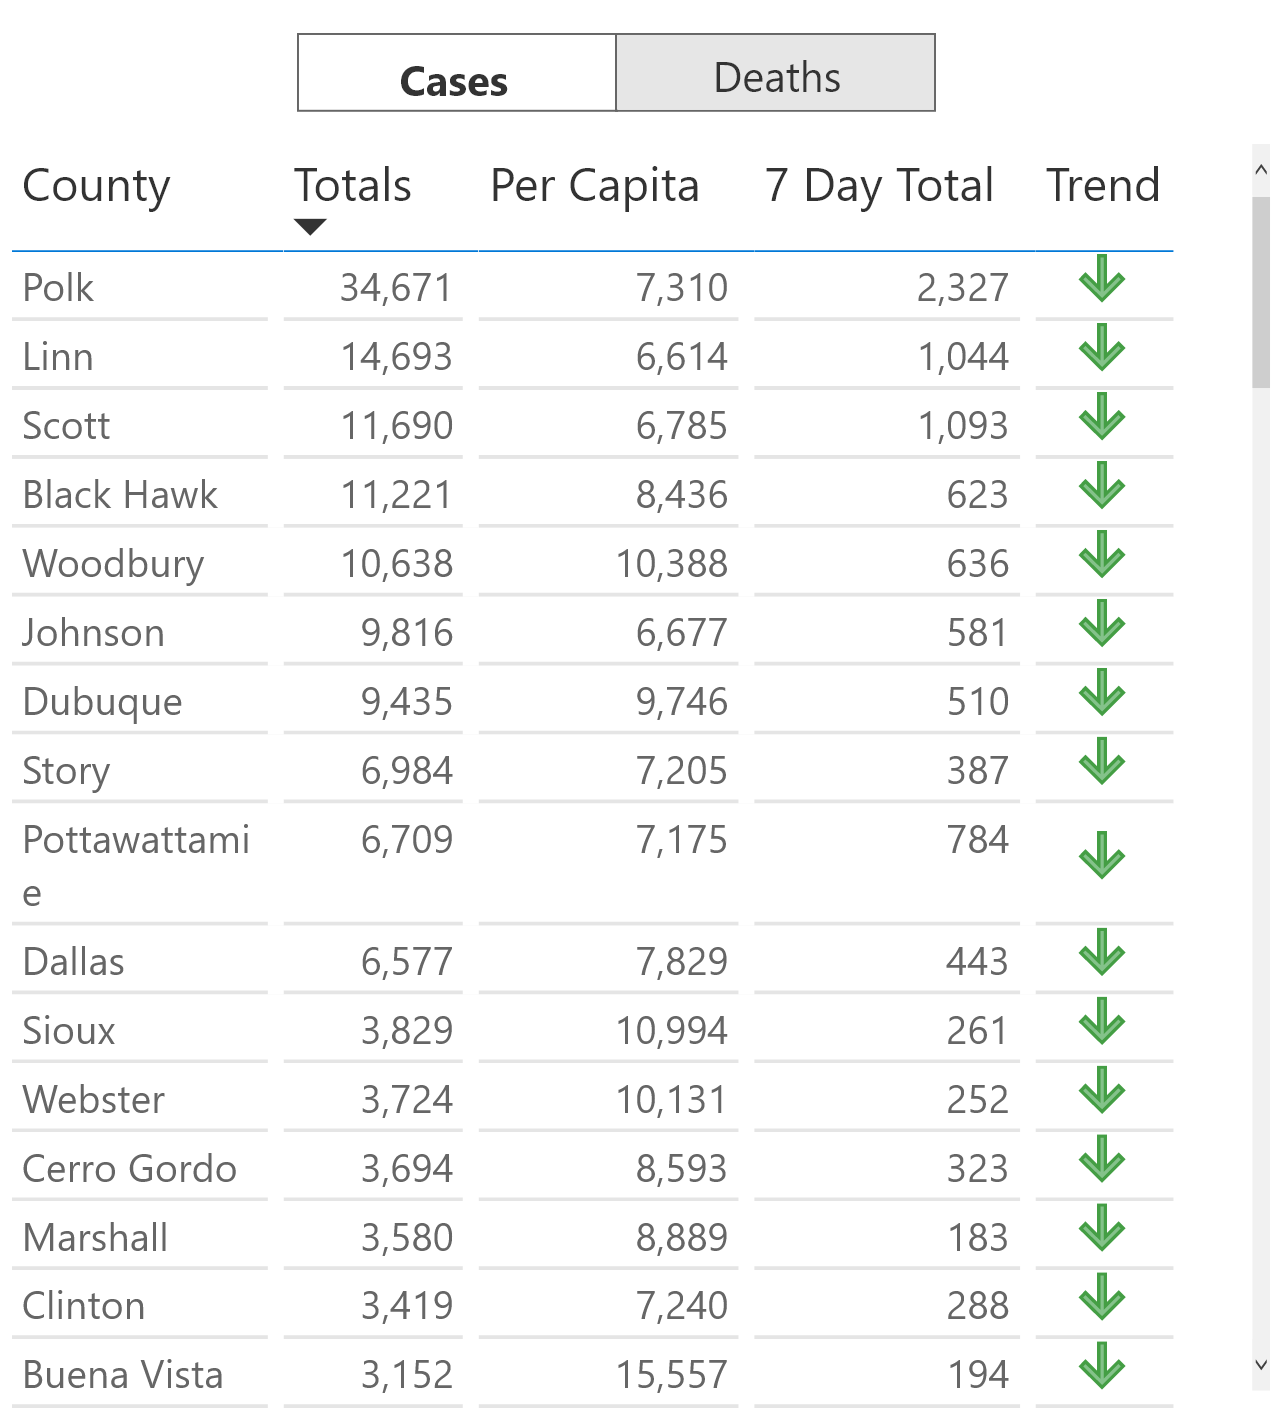 Cases Deaths
County Totals Per Capita 7 Day Total Trend
Polk 34,671 7,310 2,327
Linn 14,693 6,614 1,044
Scott 11,690 6,785 1,093
Black Hawk 11,221 8,436 623
Woodbury 10,638 10,388 636
Johnson 9,816 6,677 581
Dubuque 9,435 9,746 510
Story 6,984 7,205 387
Pottawattami 6,709 7,175 784
e
Dallas 6,577 7,829 443
Sioux 3,829 10,994 261
Webster 3,724 10,131 252
Cerro Gordo 3,694 8,593 323
Marshall 3,580 8,889 183
Clinton 3,419 7,240 288
Buena Vista 3,152 15,557 194